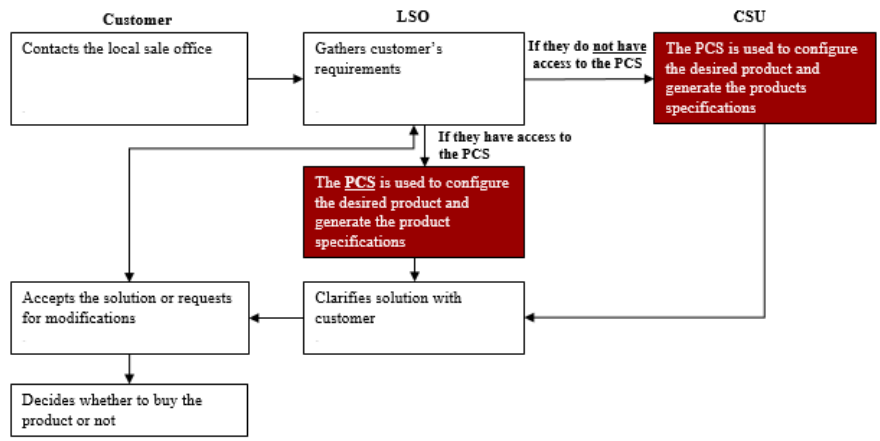 Customer
LSO
CSU
Contacts the local sale office
Gathers customer's
requirements
If they do not have
access to the PCS
The PCS is used to configure
the desired product and
generate the products
specifications
If they have access to
the PCS
The PCS is used to configure
the desired product and
generate the product
specifications
Accepts the solution or requests
for modifications
Clarifies solution with
customer
Decides whether to buy the
product or not